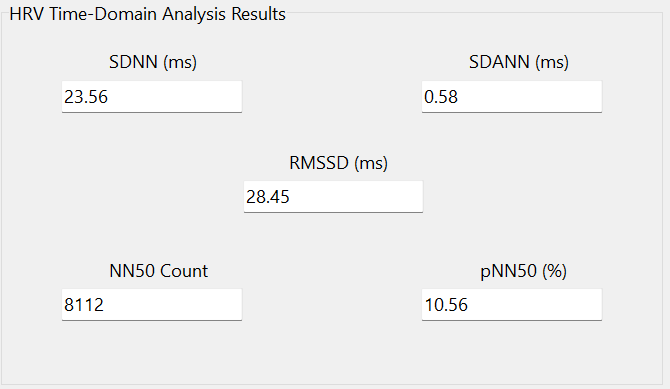 HRV Time-Domain Analysis Results
SDNN (ms)
SDANN (ms)
23.56
0.58
RMSSD (ms)
28.45
NN50 Count
pNN50 (%)
8112
10.56